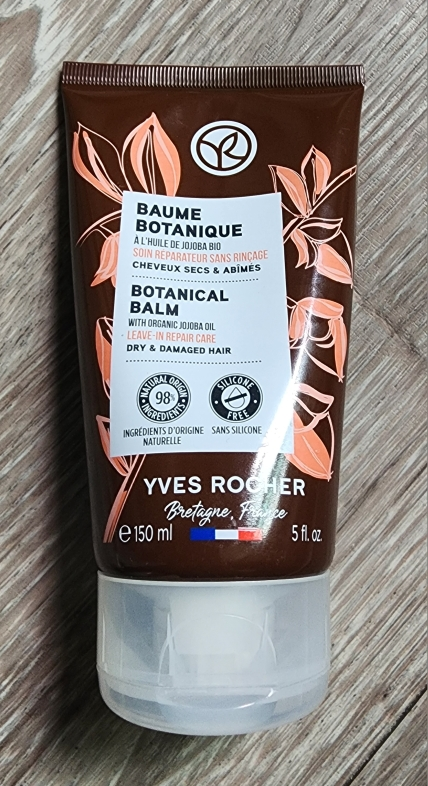 BAUME
BOTANIQUE
À L'HUILE DE JOJOBA BIO
SOIN RÉPARATEUR SANS RINÇAGE
CHEVEUX SECS & ABÎMÉS
BOTANICAL
BALM
WITH ORGANIC JOJOBA OIL
LEAVE-IN REPAIR CARE
DRY & DAMAGED HAIR
NATURAL ORIGIN
98%
INGREDIENTS
SILICONE
FREE
INGRÉDIENTS D'ORIGINE
NATURELLE
SANS SILICONE
YVES ROCHER
Bretagne, France
℮ 150 ml
5 fl. oz.